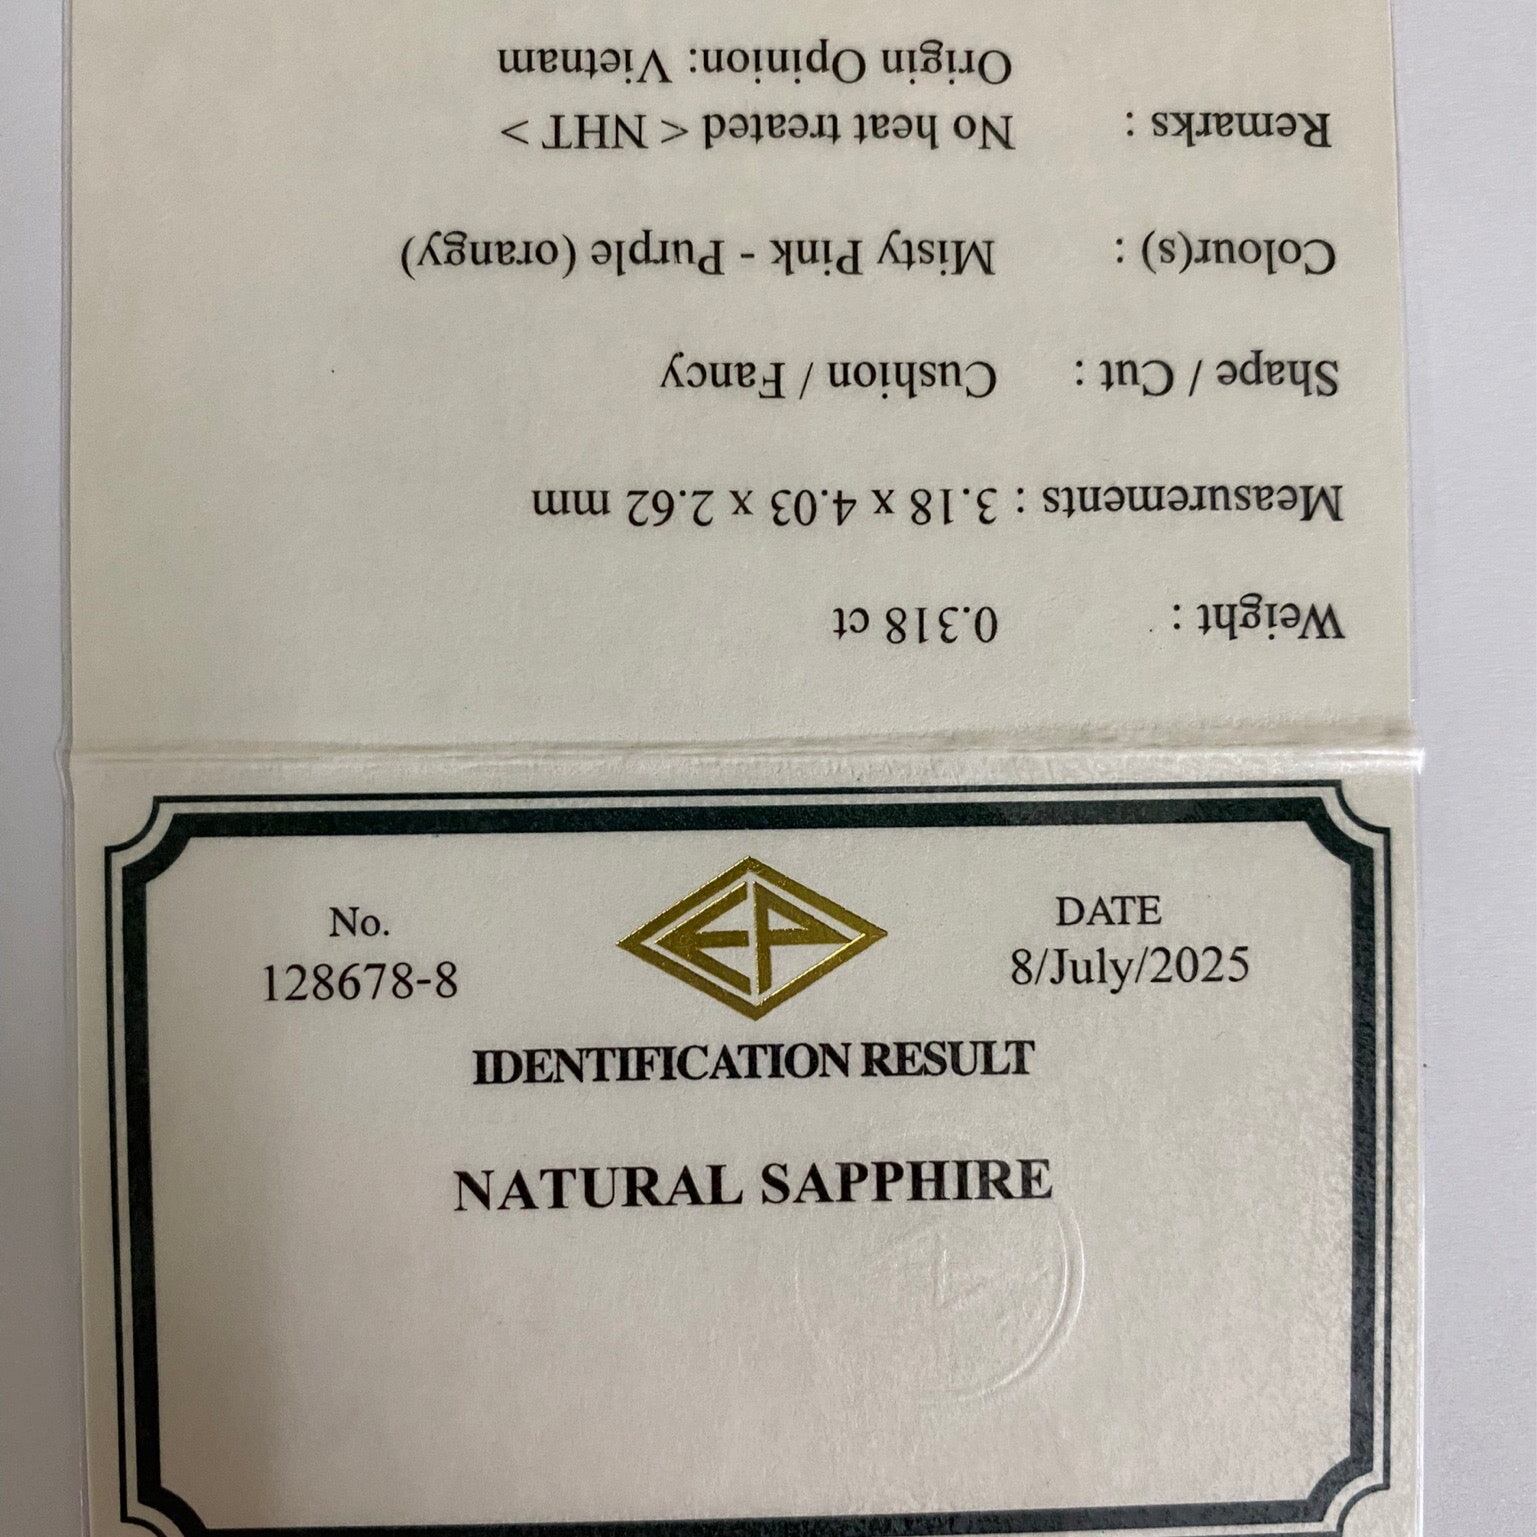 No.
128678-8
EP
DATE
8/July/2025
IDENTIFICATION RESULT
NATURAL SAPPHIRE
Weight : 0.318 ct
Measurements : 3.18 x 4.03 x 2.62 mm
Shape / Cut : Cushion / Fancy
Colour(s) : Misty Pink - Purple (orangy)
Remarks : No heat treated < NHT >
Origin Opinion: Vietnam